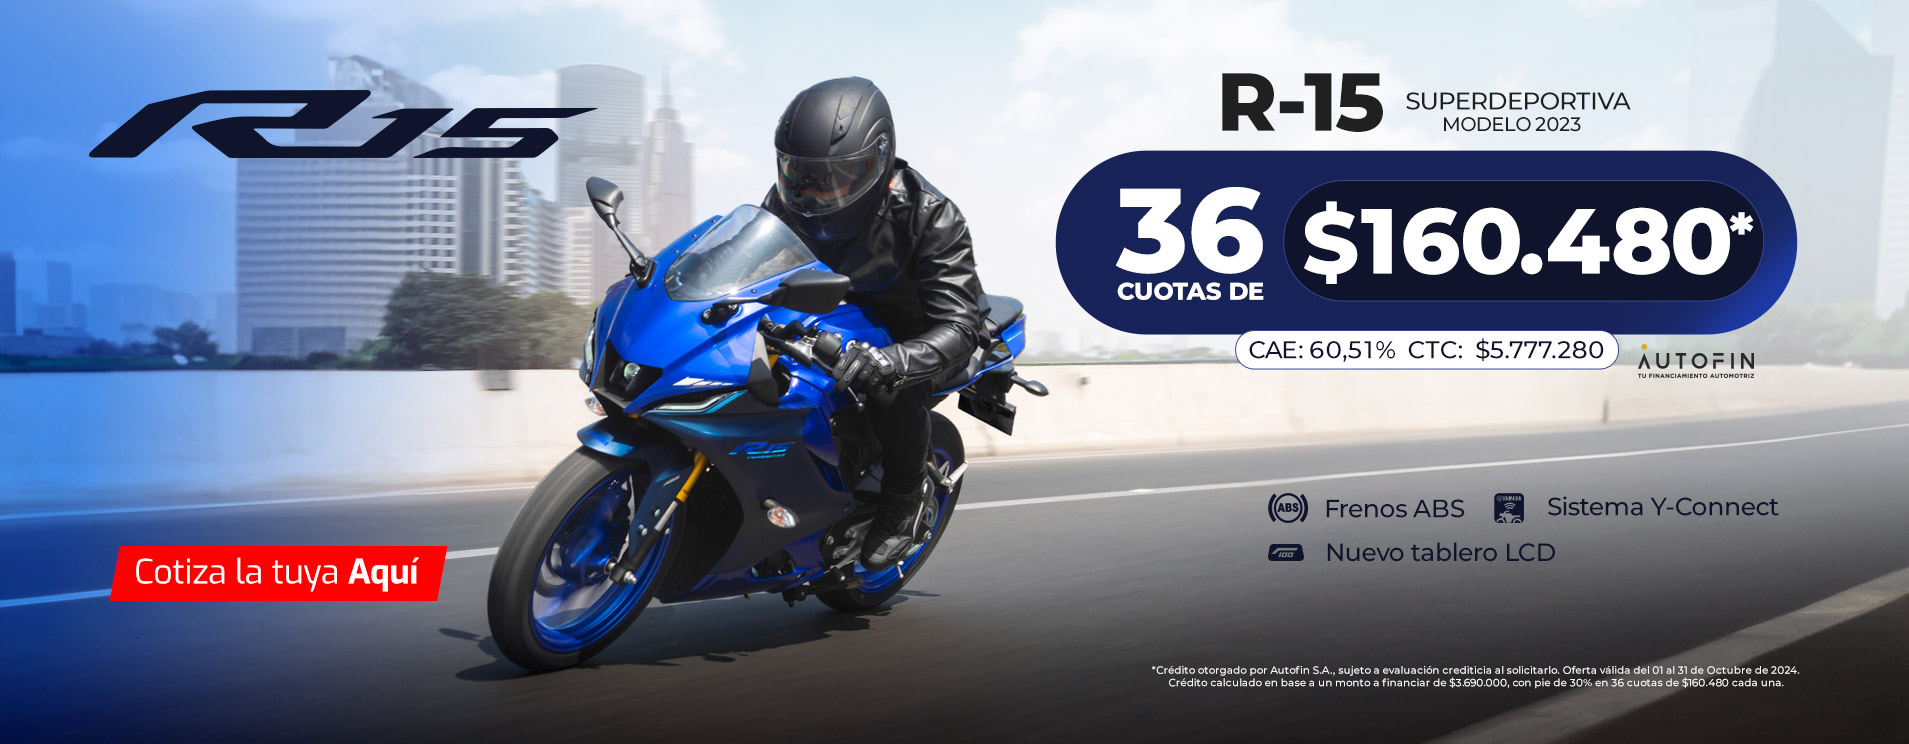 R15
R-15
SUPERDEPORTIVA
MODELO 2023
36
CUOTAS DE
$160.480*
CAE: 60,51% CTC: $5.777.280
AUTOFIN
TU FINANCIAMIENTO AUTOMOTRIZ
R15
ABS
Frenos ABS
YAMAHA
Sistema Y-Connect
Nuevo tablero LCD
Cotiza la tuya Aquí
*Crédito otorgado por Autofin S.A., sujeto a evaluación crediticia al solicitarlo. Oferta válida del 01 al 31 de Octubre de 2024.
Crédito calculado en base a un monto a financiar de $3.690.000, con pie de 30% en 36 cuotas de $160.480 cada una.